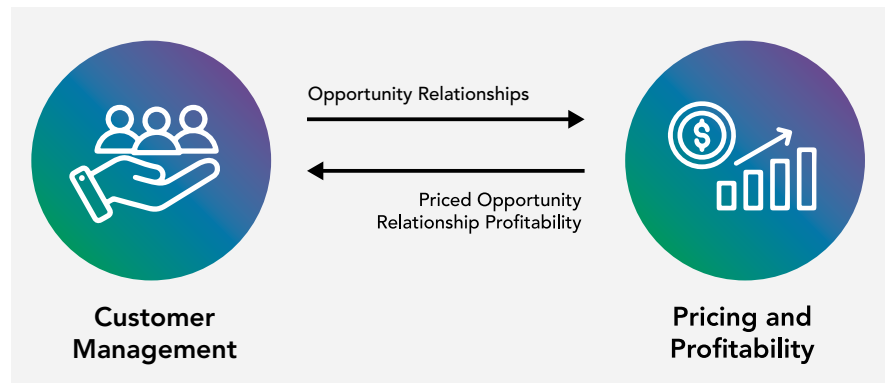 Opportunity Relationships
Priced Opportunity
Relationship Profitability
$
Customer
Management
Pricing and
Profitability